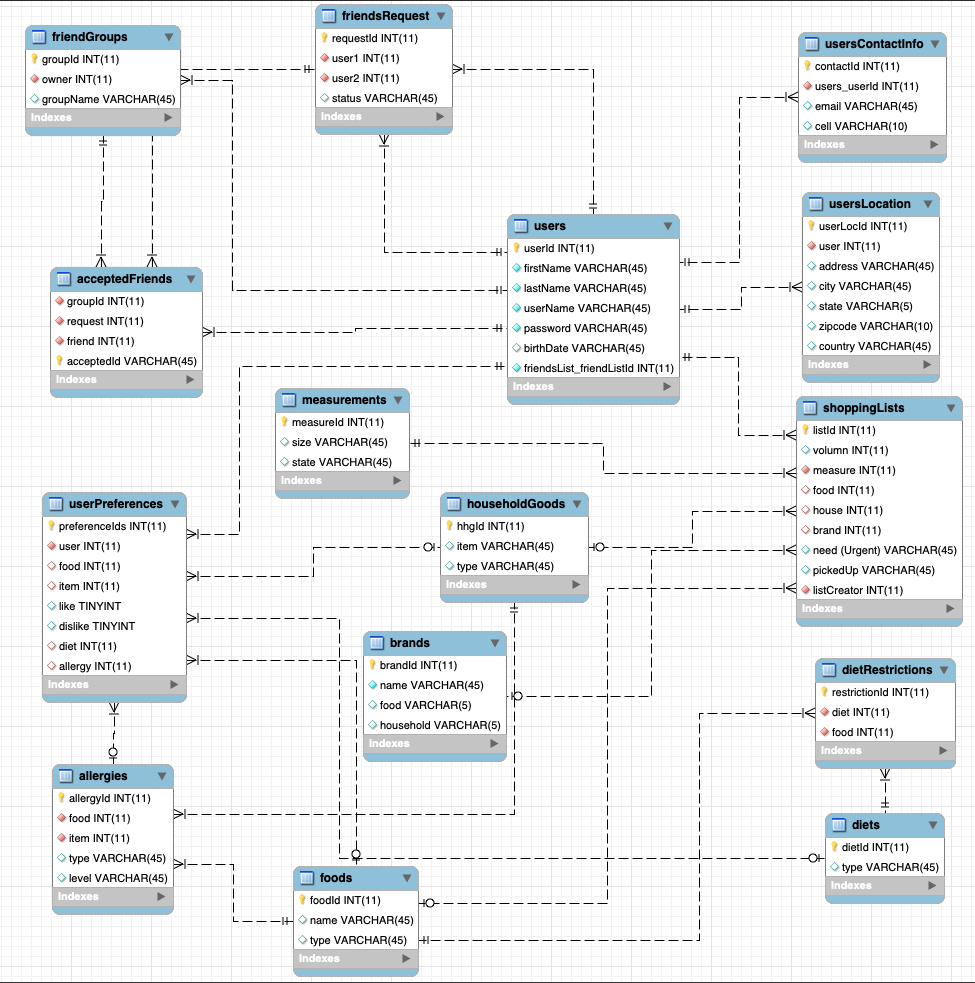 friendGroups
groupId INT(11)
owner INT(11)
groupName VARCHAR(45)
Indexes
friendsRequest
requestId INT(11)
user1 INT(11)
user2 INT(11)
status VARCHAR(45)
Indexes
usersContactInfo
contactId INT(11)
users_userId INT(11)
email VARCHAR(45)
cell VARCHAR(10)
Indexes
acceptedFriends
groupId INT(11)
request INT(11)
friend INT(11)
acceptedId VARCHAR(45)
Indexes
users
userId INT(11)
firstName VARCHAR(45)
lastName VARCHAR(45)
userName VARCHAR(45)
password VARCHAR(45)
birthDate VARCHAR(45)
friendsList_friendListId INT(11)
Indexes
usersLocation
userLocId INT(11)
user INT(11)
address VARCHAR(45)
city VARCHAR(45)
state VARCHAR(5)
zipcode VARCHAR(10)
country VARCHAR(45)
Indexes
measurements
measureId INT(11)
size VARCHAR(45)
state VARCHAR(45)
Indexes
shoppingLists
listId INT(11)
volumn INT(11)
measure INT(11)
food INT(11)
house INT(11)
brand INT(11)
need (Urgent) VARCHAR(45)
pickedUp VARCHAR(45)
listCreator INT(11)
Indexes
userPreferences
preferenceIds INT(11)
user INT(11)
food INT(11)
item INT(11)
like TINYINT
dislike TINYINT
diet INT(11)
allergy INT(11)
Indexes
householdGoods
hhgId INT(11)
item VARCHAR(45)
type VARCHAR(45)
Indexes
brands
brandId INT(11)
name VARCHAR(45)
food VARCHAR(5)
household VARCHAR(5)
Indexes
dietRestrictions
restrictionId INT(11)
diet INT(11)
food INT(11)
Indexes
allergies
allergyId INT(11)
food INT(11)
item INT(11)
type VARCHAR(45)
level VARCHAR(45)
Indexes
diets
dietId INT(11)
type VARCHAR(45)
Indexes
foods
foodId INT(11)
name VARCHAR(45)
type VARCHAR(45)
Indexes